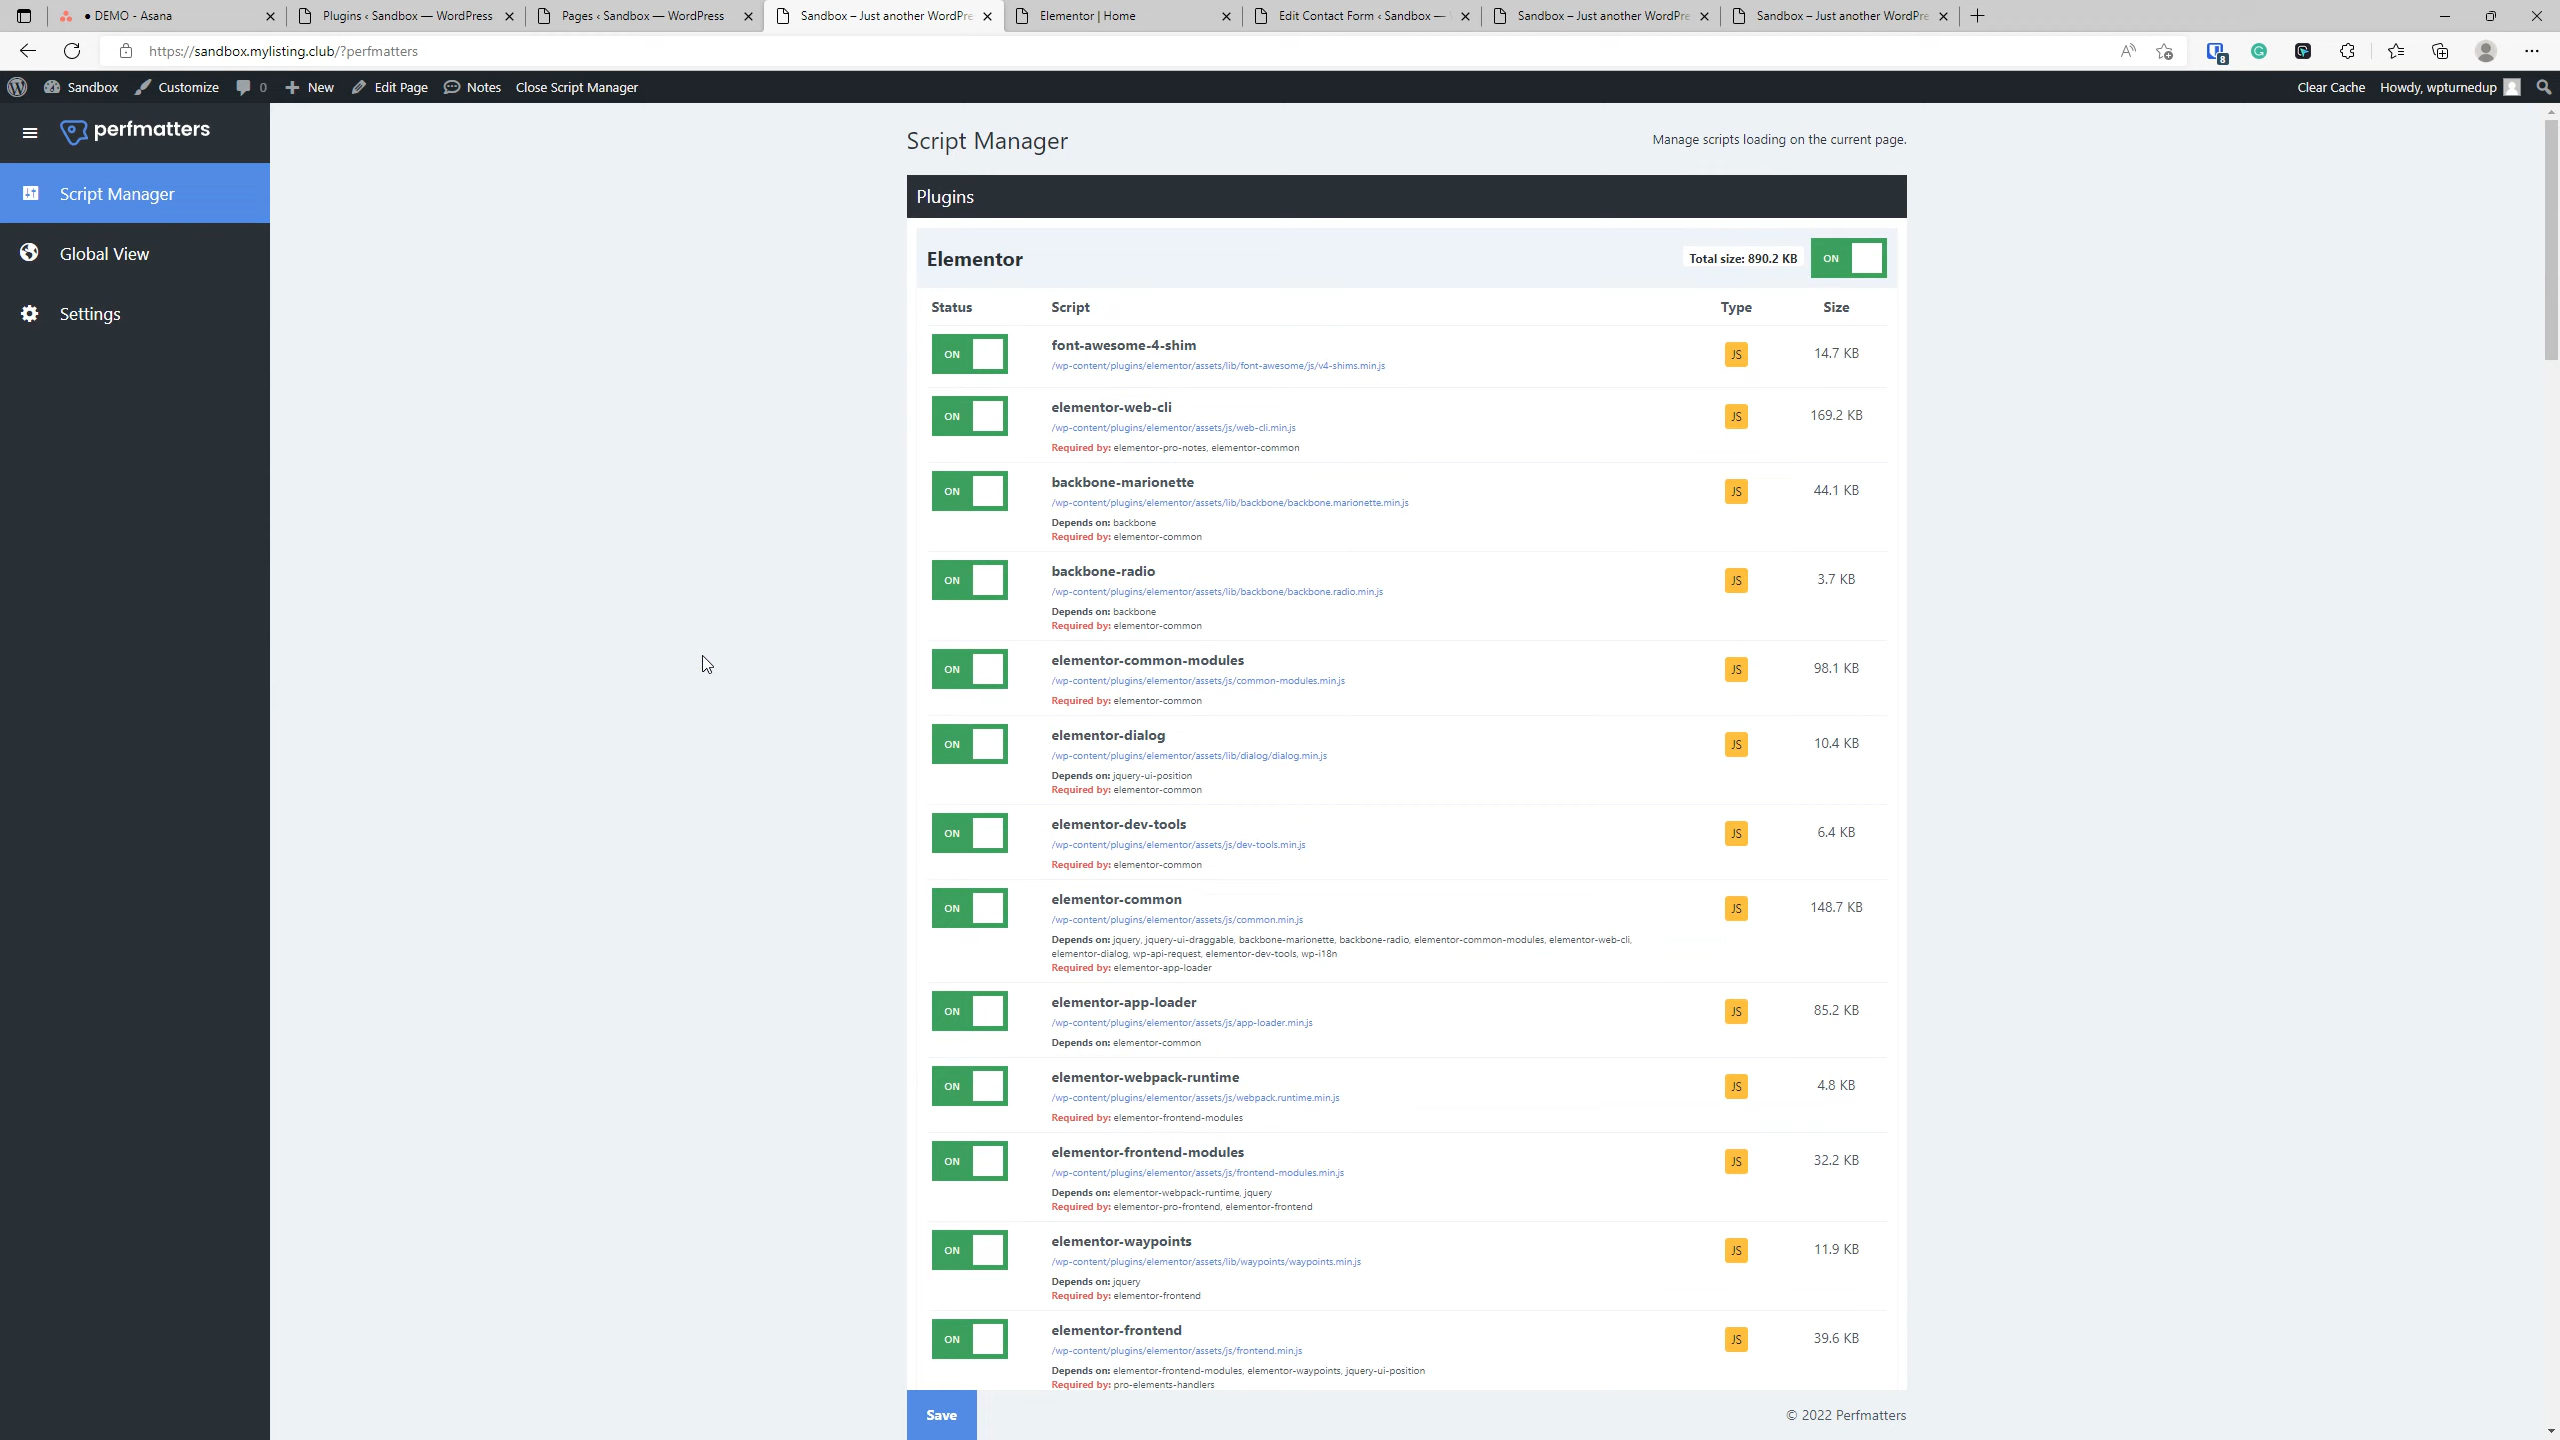 DEMO - Asana
Plugins ‹ Sandbox — WordPress
Pages ‹ Sandbox — WordPress
Sandbox – Just another WordPre
Elementor | Home
Edit Contact Form ‹ Sandbox —
Sandbox – Just another WordPre
Sandbox – Just another WordPre
https://sandbox.mylisting.club/?perfmatters
8
Sandbox
Customize
0
New
Edit Page
Notes
Close Script Manager
Clear Cache
Howdy, wpturnedup
perfmatters
Script Manager
Global View
Settings
Script Manager
Manage scripts loading on the current page.
Plugins
Elementor
Total size: 890.2 KB
ON
Status Script Type Size
ON font-awesome-4-shim JS 14.7 KB
/wp-content/plugins/elementor/assets/lib/font-awesome/js/v4-shims.min.js
ON elementor-web-cli JS 169.2 KB
/wp-content/plugins/elementor/assets/js/web-cli.min.js
Required by: elementor-pro-notes, elementor-common
ON backbone-marionette JS 44.1 KB
/wp-content/plugins/elementor/assets/lib/backbone/backbone.marionette.min.js
Depends on: backbone
Required by: elementor-common
ON backbone-radio JS 3.7 KB
/wp-content/plugins/elementor/assets/lib/backbone/backbone.radio.min.js
Depends on: backbone
Required by: elementor-common
ON elementor-common-modules JS 98.1 KB
/wp-content/plugins/elementor/assets/js/common-modules.min.js
Required by: elementor-common
ON elementor-dialog JS 10.4 KB
/wp-content/plugins/elementor/assets/lib/dialog/dialog.min.js
Depends on: jquery-ui-position
Required by: elementor-common
ON elementor-dev-tools JS 6.4 KB
/wp-content/plugins/elementor/assets/js/dev-tools.min.js
Required by: elementor-common
ON elementor-common JS 148.7 KB
/wp-content/plugins/elementor/assets/js/common.min.js
Depends on: jquery, jquery-ui-draggable, backbone-marionette, backbone-radio, elementor-common-modules, elementor-web-cli,
elementor-dialog, wp-api-request, elementor-dev-tools, wp-i18n
Required by: elementor-app-loader
ON elementor-app-loader JS 85.2 KB
/wp-content/plugins/elementor/assets/js/app-loader.min.js
Depends on: elementor-common
ON elementor-webpack-runtime JS 4.8 KB
/wp-content/plugins/elementor/assets/js/webpack.runtime.min.js
Required by: elementor-frontend-modules
ON elementor-frontend-modules JS 32.2 KB
/wp-content/plugins/elementor/assets/js/frontend-modules.min.js
Depends on: elementor-webpack-runtime, jquery
Required by: elementor-pro-frontend, elementor-frontend
ON elementor-waypoints JS 11.9 KB
/wp-content/plugins/elementor/assets/lib/waypoints/waypoints.min.js
Depends on: jquery
Required by: elementor-frontend
ON elementor-frontend JS 39.6 KB
/wp-content/plugins/elementor/assets/js/frontend.min.js
Depends on: elementor-frontend-modules, elementor-waypoints, jquery-ui-position
Required by: pro-elements-handlers
Save
© 2022 Perfmatters